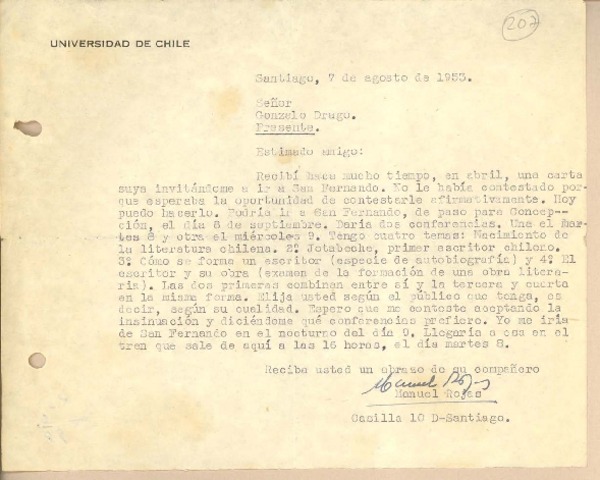 207
UNIVERSIDAD DE CHILE
Santiago, 7 de agosto de 1953.
Señor
Gonzalo Drago.
Presente.
Estimado amigo:
Recibí hace mucho tiempo, en abril, una carta
suya invitándome a ir a San Fernando. No le había contestado por-
que esperaba la oportunidad de contestarle afirmativamente. Hoy
puedo hacerlo. Podría ir a San Fernando, de paso para Concep--
ción, el día 8 de septiembre. Daría dos conferencias. Una el mar-
tes 8 y otra el miércoles 9. Tengo cuatro temas: Nacimiento de
la literatura chilena. 2º Jotabeche, primer escritor chileno.
3º Cómo se forma un escritor (especie de autobiografía) y 4º El
escritor y su obra (examen de la formación de una obra litera-
ria). Las dos primeras combinan entre sí y la tercera y cuarta
en la misma forma. Elija usted según el público que tenga, es
decir, según su cualidad. Espero que me conteste aceptando la
insinuación y diciéndome qué conferencias prefiere. Yo me iría
de San Fernando en el nocturno del día 9. Llegaría a esa en el
tren que sale de aquí a las 16 horas, el día martes 8.
Reciba usted un abrazo de su compañero
Manuel Rojas
Manuel Rojas
Casilla 10 D-Santiago.